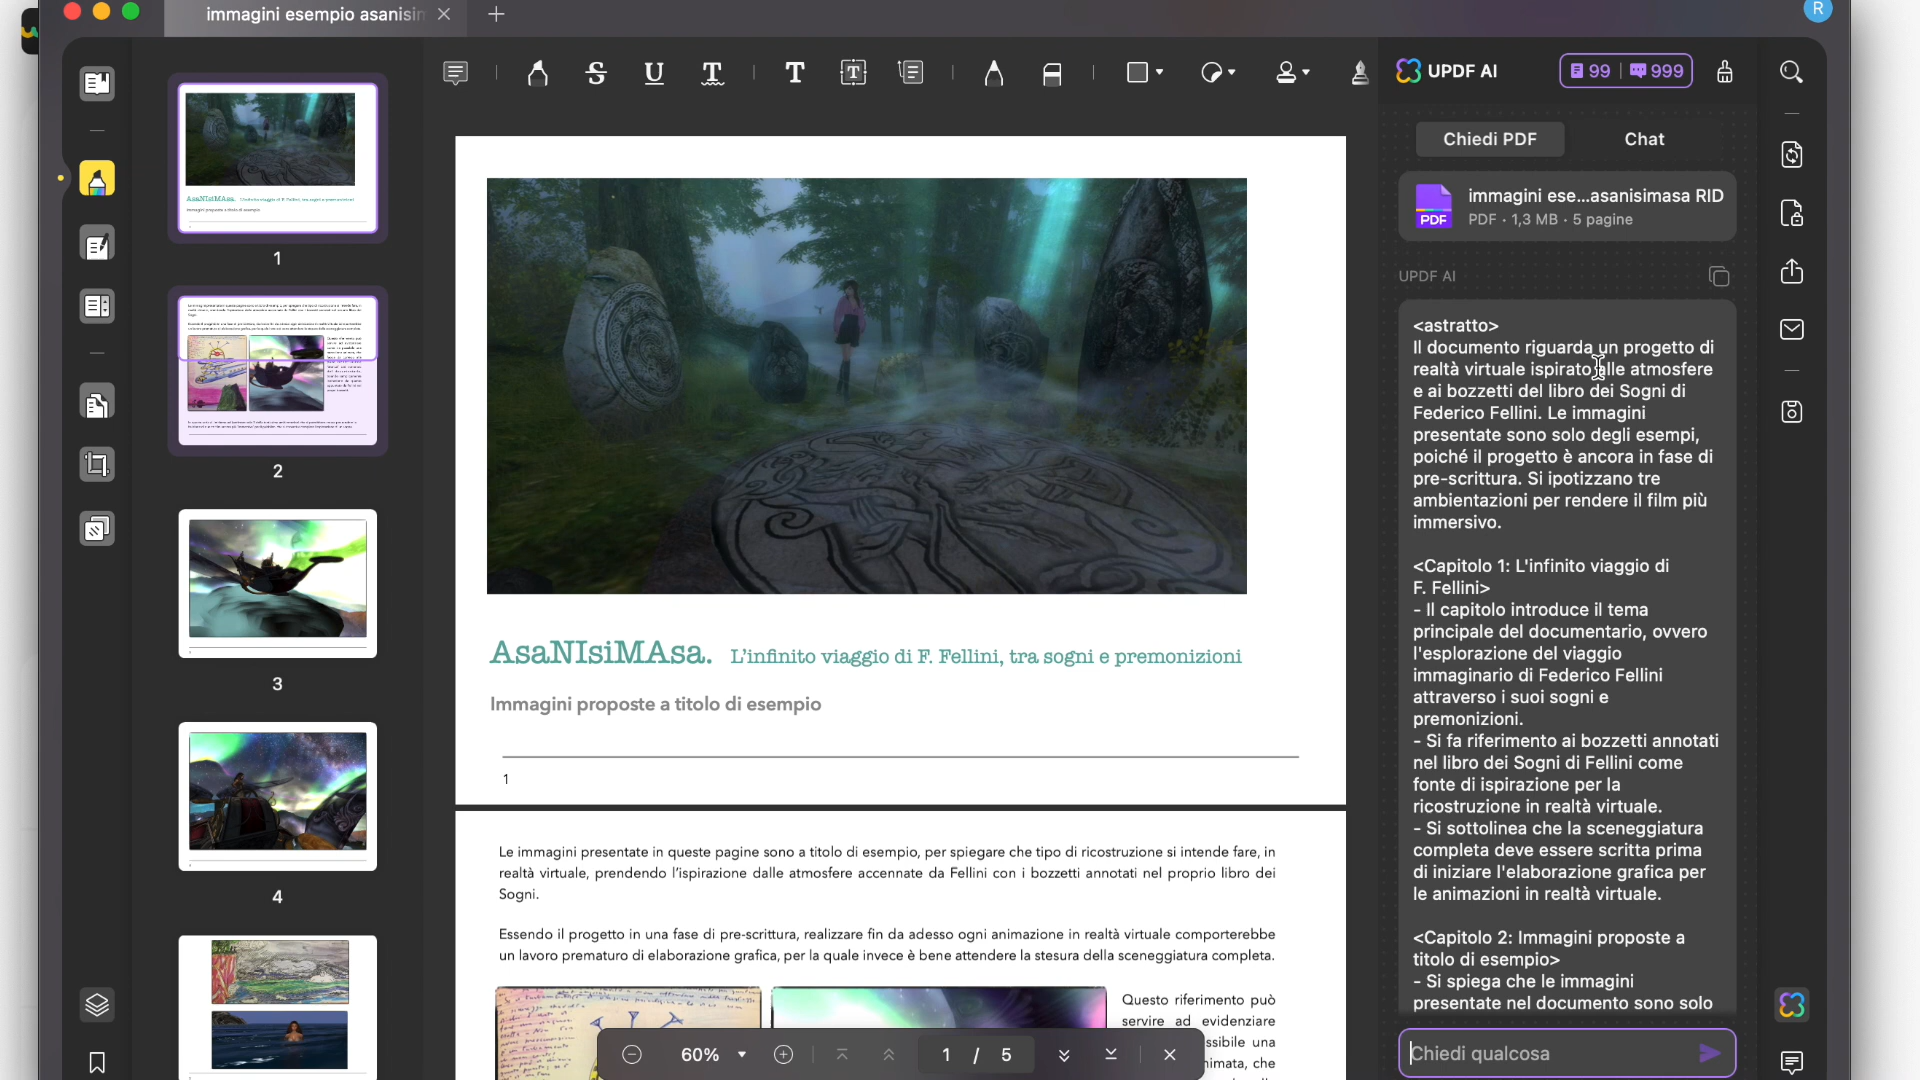 immagini esempio asanisin
R
UPDF AI
99
999
Chiedi PDF
Chat
PDF
immagini ese...asanisimasa RID
PDF · 1,3 MB · 5 pagine
UPDF AI
<astratto>
Il documento riguarda un progetto di
realtà virtuale ispirato alle atmosfere
e ai bozzetti del libro dei Sogni di
Federico Fellini. Le immagini
presentate sono solo degli esempi,
poiché il progetto è ancora in fase di
pre-scrittura. Si ipotizzano tre
ambientazioni per rendere il film più
immersivo.
<Capitolo 1: L'infinito viaggio di
F. Fellini>
- Il capitolo introduce il tema
principale del documentario, ovvero
l'esplorazione del viaggio
immaginario di Federico Fellini
attraverso i suoi sogni e
premonizioni.
- Si fa riferimento ai bozzetti annotati
nel libro dei Sogni di Fellini come
fonte di ispirazione per la
ricostruzione in realtà virtuale.
- Si sottolinea che la sceneggiatura
completa deve essere scritta prima
di iniziare l'elaborazione grafica per
le animazioni in realtà virtuale.
<Capitolo 2: Immagini proposte a
titolo di esempio>
- Si spiega che le immagini
presentate nel documento sono solo
Chiedi qualcosa
1
2
3
4
AsaNIsiMAsa. L'infinito viaggio di F. Fellini, tra sogni e premonizioni
Immagini proposte a titolo di esempio
1
Le immagini presentate in queste pagine sono a titolo di esempio, per spiegare che tipo di ricostruzione si intende fare, in
realtà virtuale, prendendo l'ispirazione dalle atmosfere accennate da Fellini con i bozzetti annotati nel proprio libro dei
Sogni.
Essendo il progetto in una fase di pre-scrittura, realizzare fin da adesso ogni animazione in realtà virtuale comporterebbe
un lavoro prematuro di elaborazione grafica, per la quale invece è bene attendere la stesura della sceneggiatura completa.
Questo riferimento può
servire ad evidenziare
ssibile una
nimata, che
60%
1 / 5